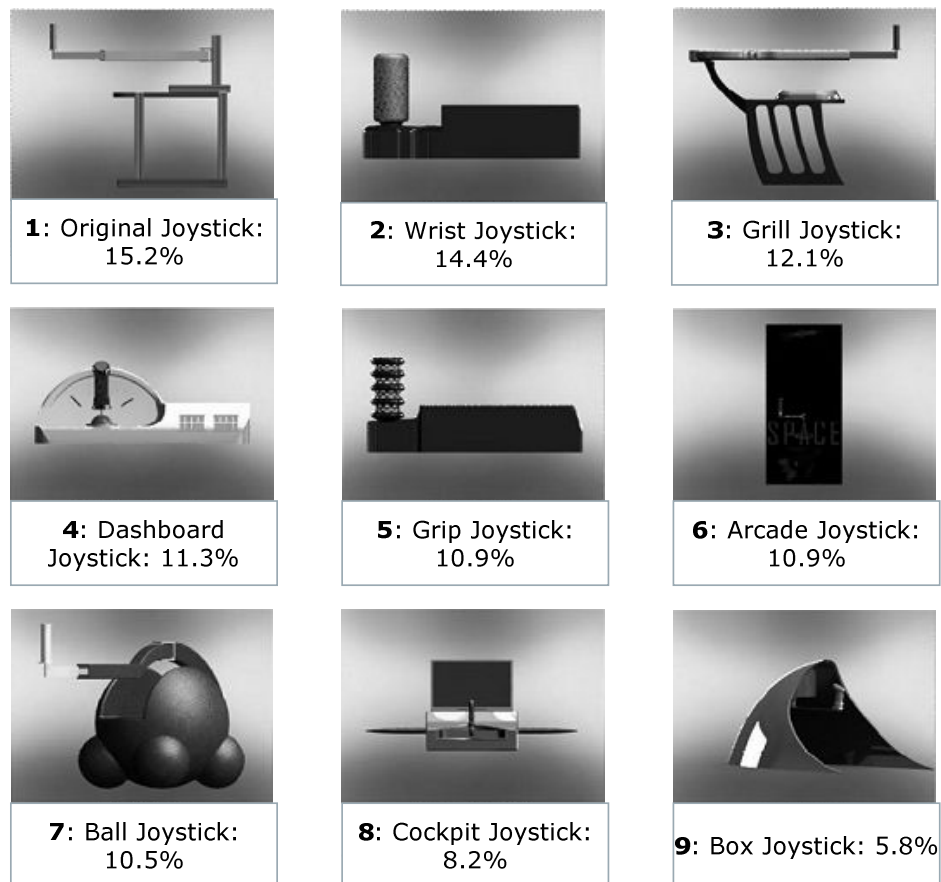 1: Original Joystick:
15.2%
2: Wrist Joystick:
14.4%
3: Grill Joystick:
12.1%
SPACE
4: Dashboard
Joystick: 11.3%
5: Grip Joystick:
10.9%
6: Arcade Joystick:
10.9%
7: Ball Joystick:
10.5%
8: Cockpit Joystick:
8.2%
9: Box Joystick: 5.8%